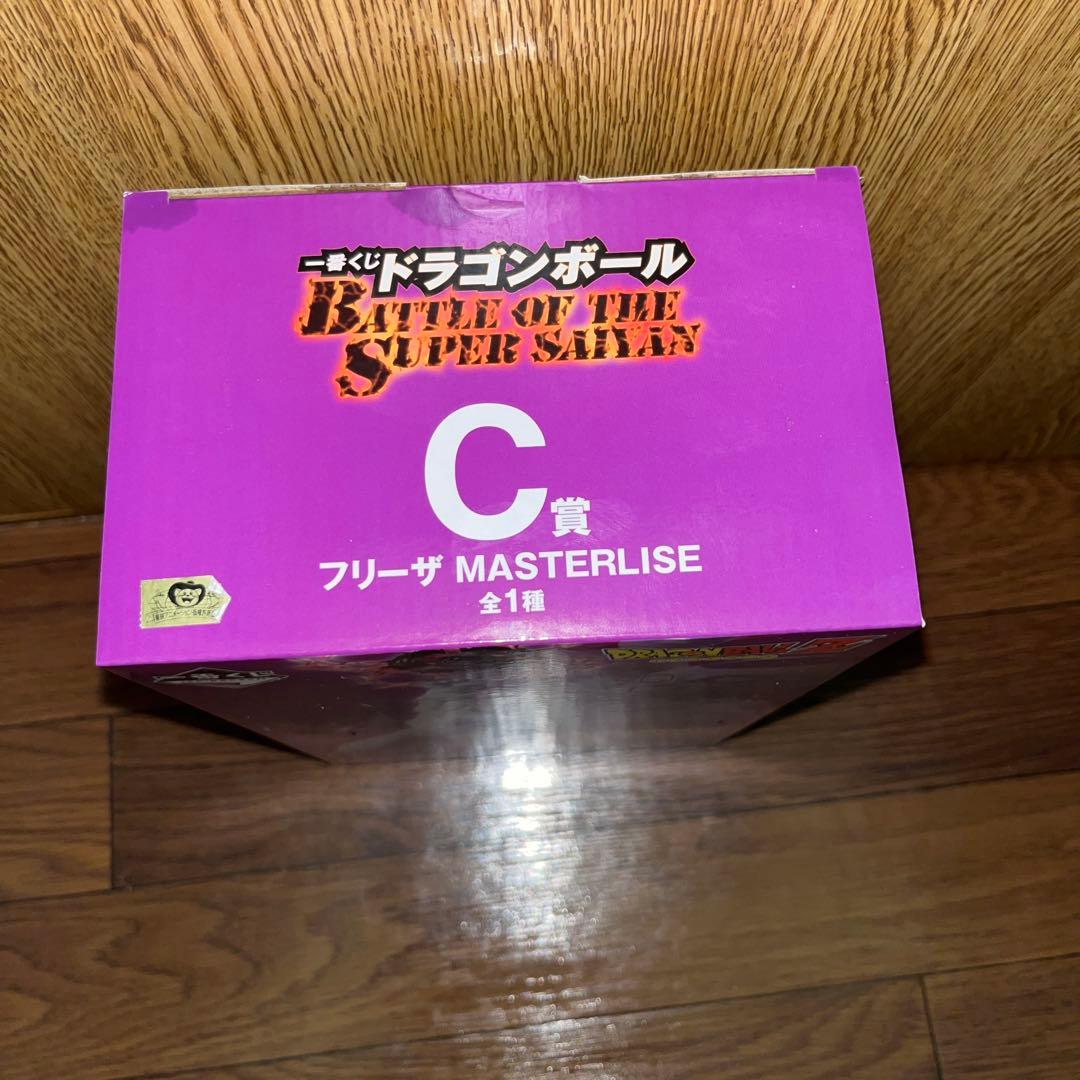 一番くじ ドラゴンボール
BATTLE OF THE
SUPER SAIYAN
C賞
フリーザ MASTERLISE
全1種